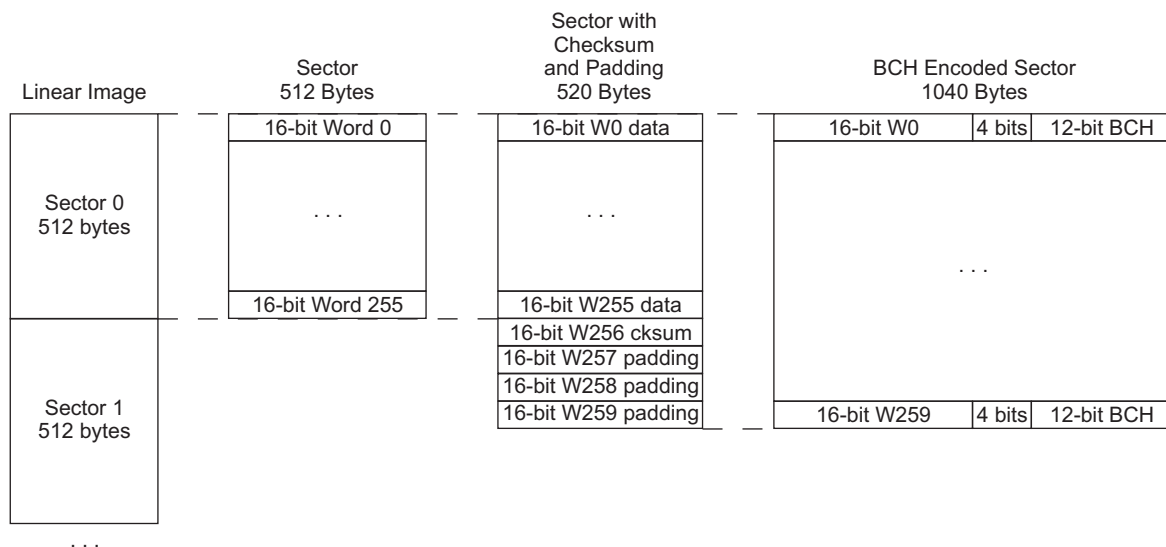 Linear Image
Sector 0
512 bytes
Sector 1
512 bytes
. . .
Sector
512 Bytes
16-bit Word 0
. . .
16-bit Word 255
Sector with
Checksum
and Padding
520 Bytes
16-bit W0 data
. . .
16-bit W255 data
16-bit W256 cksum
16-bit W257 padding
16-bit W258 padding
16-bit W259 padding
BCH Encoded Sector
1040 Bytes
16-bit W0 4 bits 12-bit BCH
. . .
16-bit W259 4 bits 12-bit BCH